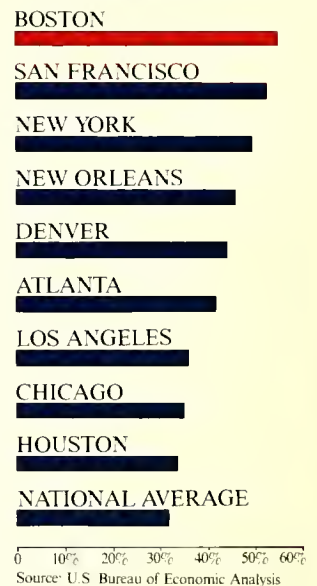 BOSTON
SAN FRANCISCO
NEW YORK
NEW ORLEANS
DENVER
ATLANTA
LOS ANGELES
CHICAGO
HOUSTON
NATIONAL AVERAGE
0 10% 20% 30% 40% 50% 60%
Source: U.S. Bureau of Economic Analysis